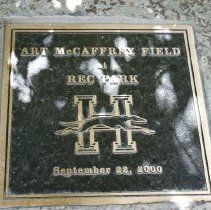 ART McCAFFREY FIELD
at
REC PARK
H
September 22, 2000